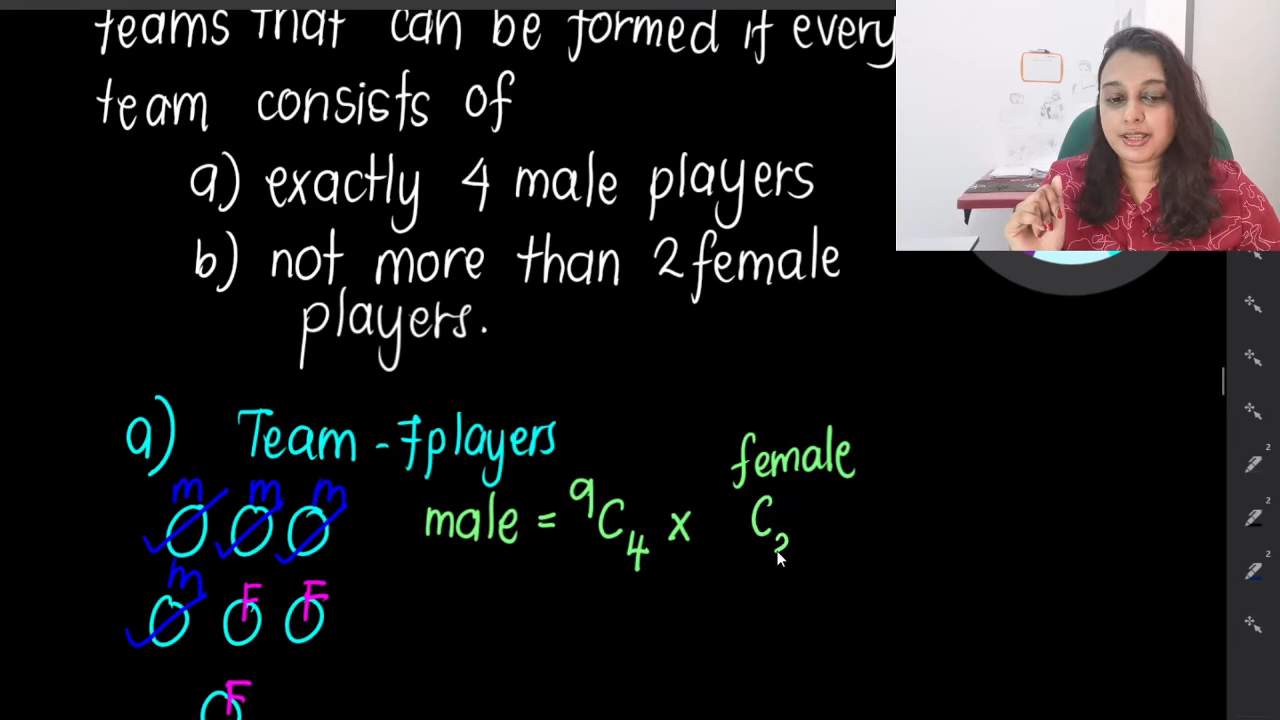 teams that can be formed if every
team consists of
a) exactly 4 male players
b) not more than 2 female
players.
a) Team - 7 players
female
m m m
male = ⁹C₄ x C
m F F
F